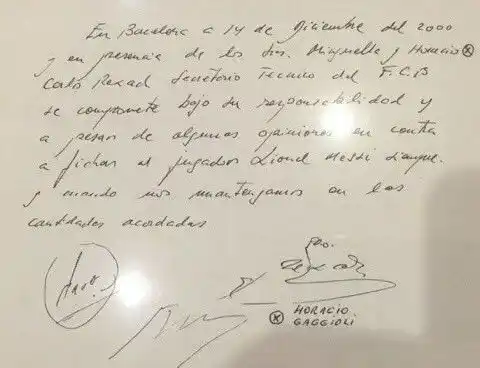 En Barcelona a 14 de Diciembre del 2000
y en presencia de los Sres. Minguella y Horacio ⊗
Carlos Rexach Secretario Tecnico del F.C.B
se compromete bajo su responsabilidad y
a pesar de algunas opiniones en contra
a fichar al jugador Lionel Messi siempre
y cuando nos mantengamos en las
cantidades acordadas
⊗ HORACIO
GAGGIOLI